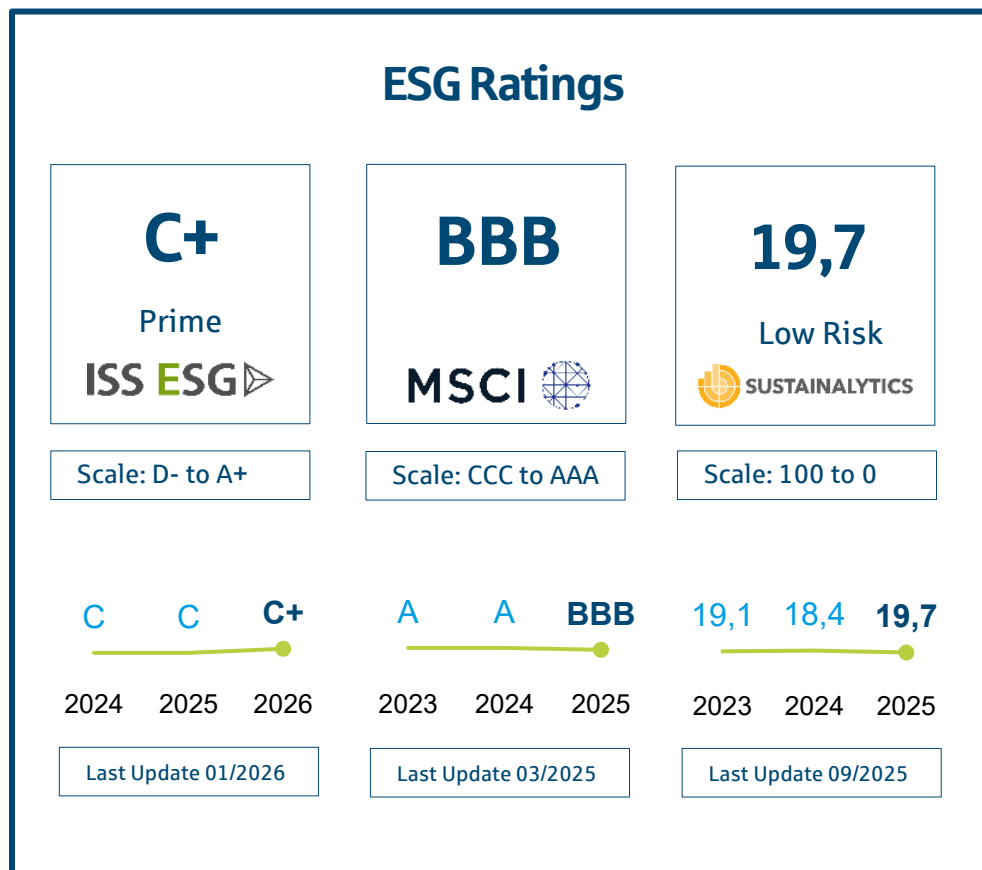 ESG Ratings
C+
Prime
ISS ESG
Scale: D- to A+
BBB
MSCI
Scale: CCC to AAA
19,7
Low Risk
SUSTAINALYTICS
Scale: 100 to 0
C C C+
2024 2025 2026
Last Update 01/2026
A A BBB
2023 2024 2025
Last Update 03/2025
19,1 18,4 19,7
2023 2024 2025
Last Update 09/2025